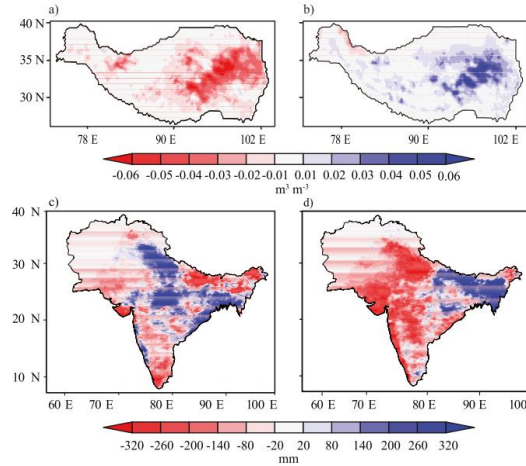 a) b)
40 N
35 N
30 N
78 E 90 E 102 E 78 E 90 E 102 E
-0.06 -0.05 -0.04 -0.03 -0.02 -0.01 0.01 0.02 0.03 0.04 0.05 0.06
m³ m⁻³
c) d)
40 N
30 N
20 N
10 N
60 E 70 E 80 E 90 E 100 E 60 E 70 E 80 E 90 E 100 E
-320 -260 -200 -140 -80 -20 20 80 140 200 260 320
mm